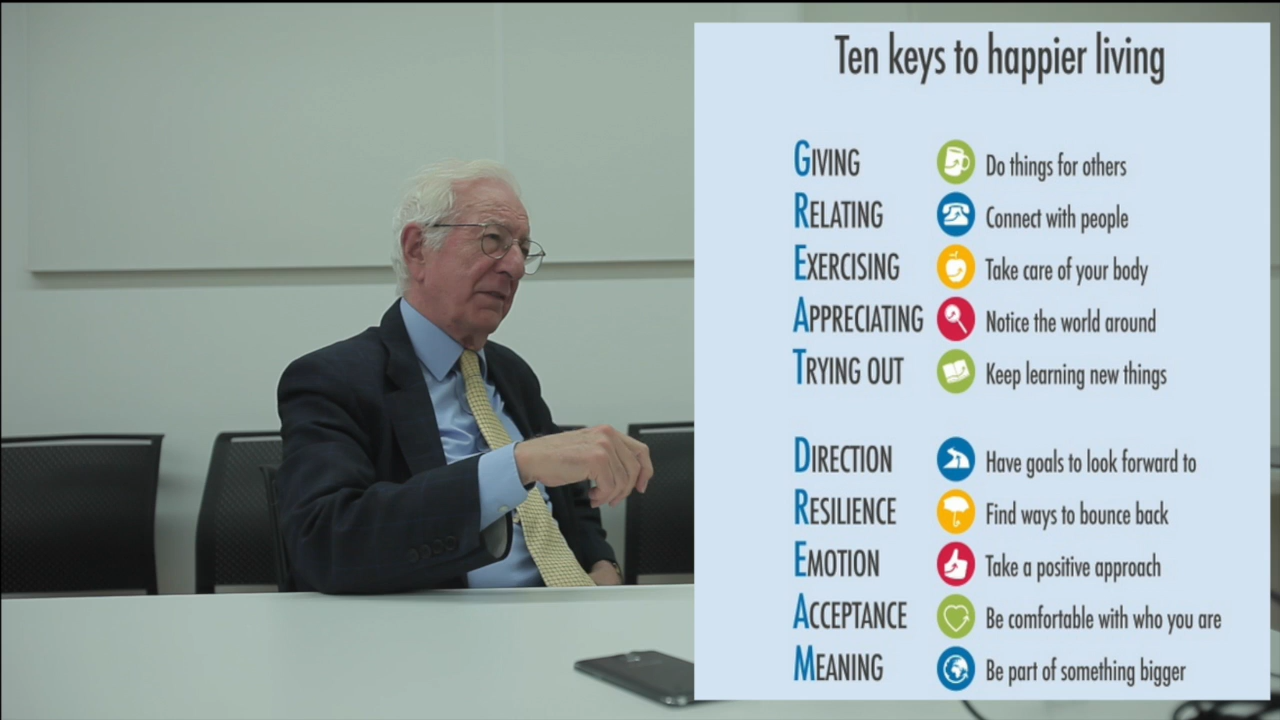 Ten keys to happier living
GIVING Do things for others
RELATING Connect with people
EXERCISING Take care of your body
APPRECIATING Notice the world around
TRYING OUT Keep learning new things
DIRECTION Have goals to look forward to
RESILIENCE Find ways to bounce back
EMOTION Take a positive approach
ACCEPTANCE Be comfortable with who you are
MEANING Be part of something bigger